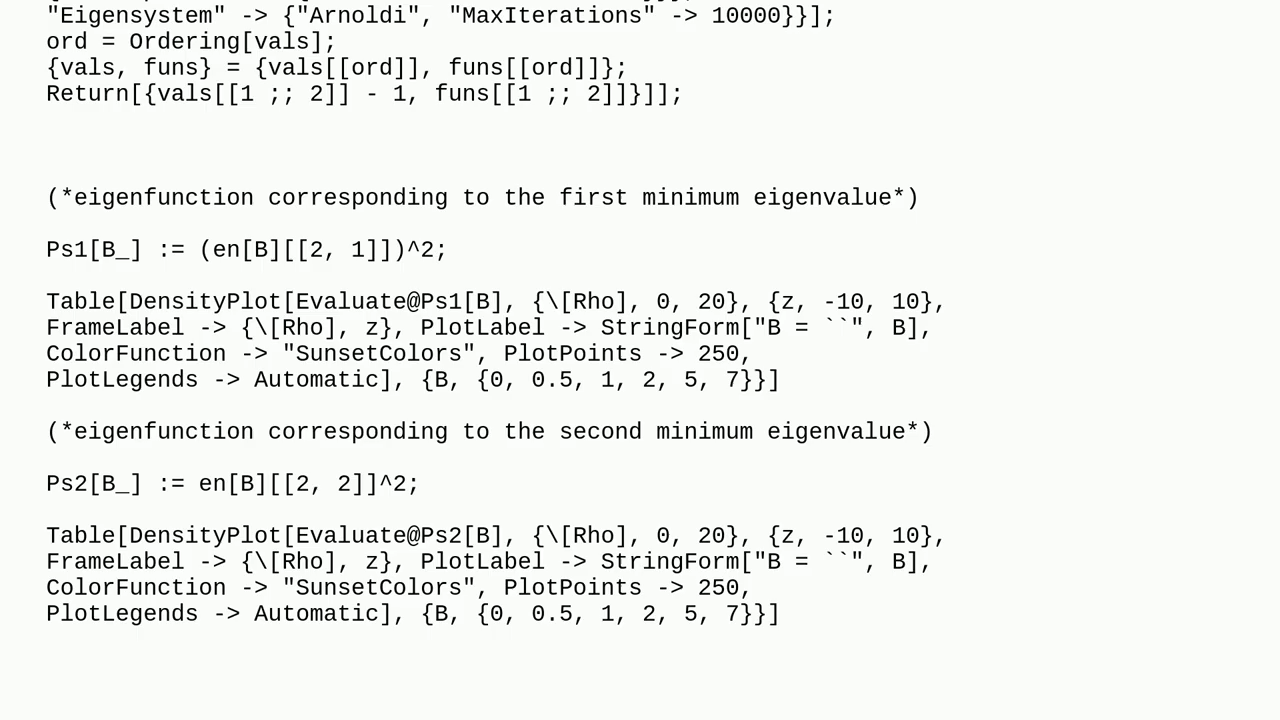 "Eigensystem" -> {"Arnoldi", "MaxIterations" -> 10000}}];
ord = Ordering[vals];
{vals, funs} = {vals[[ord]], funs[[ord]]};
Return[{vals[[1 ;; 2]] - 1, funs[[1 ;; 2]]}]];
(*eigenfunction corresponding to the first minimum eigenvalue*)
Ps1[B_] := (en[B][[2, 1]])^2;
Table[DensityPlot[Evaluate@Ps1[B], {\[Rho], 0, 20}, {z, -10, 10},
FrameLabel -> {\[Rho], z}, PlotLabel -> StringForm["B = ``", B],
ColorFunction -> "SunsetColors", PlotPoints -> 250,
PlotLegends -> Automatic], {B, {0, 0.5, 1, 2, 5, 7}}]
(*eigenfunction corresponding to the second minimum eigenvalue*)
Ps2[B_] := en[B][[2, 2]]^2;
Table[DensityPlot[Evaluate@Ps2[B], {\[Rho], 0, 20}, {z, -10, 10},
FrameLabel -> {\[Rho], z}, PlotLabel -> StringForm["B = ``", B],
ColorFunction -> "SunsetColors", PlotPoints -> 250,
PlotLegends -> Automatic], {B, {0, 0.5, 1, 2, 5, 7}}]